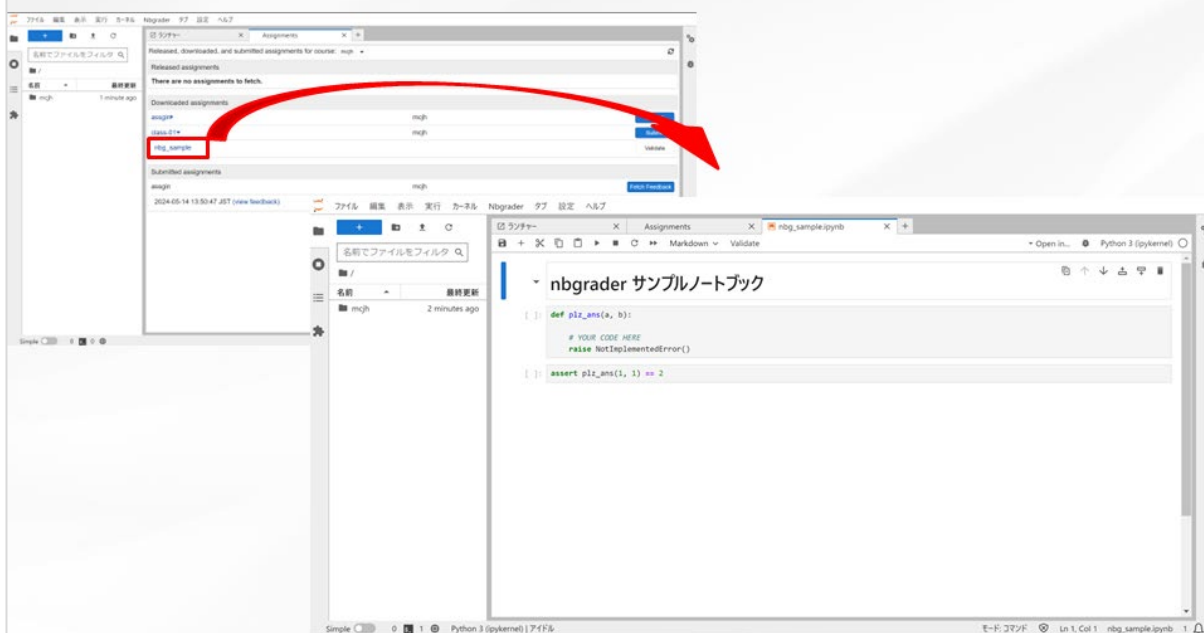 ファイル 編集 表示 実行 カーネル Nbgrader タブ 設定 ヘルプ
ランチャー Assignments
名前でファイルをフィルタ
Released, downloaded, and submitted assignments for course: mcjh
/
Released assignments
名前 最終更新
There are no assignments to fetch.
mcjh 1 minute ago
Downloaded assignments
mcjh
class-01 mcjh
nbg_sample Validate
Submitted assignments
assgin mcjh Fetch Feedback
2024-05-14 13:50:47 JST (view feedback)
Simple 0 0
ファイル 編集 表示 実行 カーネル Nbgrader タブ 設定 ヘルプ
ランチャー Assignments nbg_sample.ipynb
Markdown Validate Open in... Python 3 (ipykernel)
名前でファイルをフィルタ
/
名前 最終更新
mcjh 2 minutes ago
nbgrader サンプルノートブック
[ ]: def plz_ans(a, b):
# YOUR CODE HERE
raise NotImplementedError()
[ ]: assert plz_ans(1, 1) == 2
Simple 0 1 Python 3 (ipykernel) | アイドル モード: コマンド Ln 1, Col 1 nbg_sample.ipynb 1